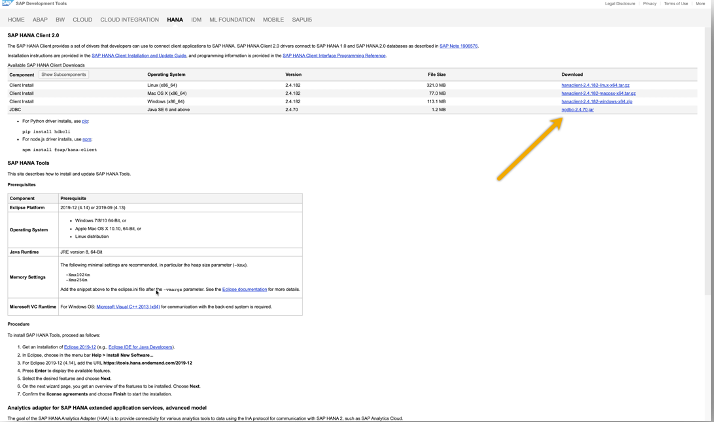 SAP Development Tools
Legal Disclosure Privacy Terms of Use More
HOME ABAP BW CLOUD CLOUD INTEGRATION HANA IDM ML FOUNDATION MOBILE SAPUI5
SAP HANA Client 2.0
The SAP HANA Client provides a set of drivers that developers can use to connect client applications to SAP HANA. SAP HANA Client 2.0 drivers connect to SAP HANA 1.0 and SAP HANA 2.0 databases as described in SAP Note 1906576.
Installation instructions are provided in the SAP HANA Client Installation and Update Guide, and programming information is provided in the SAP HANA Client Interface Programming Reference.
Available SAP HANA Client Downloads
Component Show Subcomponents Operating System Version File Size Download
Client Install Linux (x86_64) 2.4.182 321.0 MB hanaclient-2.4.182-linux-x64.tar.gz
Client Install Mac OS X (x86_64) 2.4.182 77.0 MB hanaclient-2.4.182-macosx-x64.tar.gz
Client Install Windows (x86_64) 2.4.182 113.1 MB hanaclient-2.4.182-windows-x64.zip
JDBC Java SE 6 and above 2.4.70 1.2 MB ngdbc-2.4.70.jar
• For Python driver installs, use pip
pip install hdbcli
• For node.js driver installs, use npm
npm install @sap/hana-client
SAP HANA Tools
This site describes how to install and update SAP HANA Tools.
Prerequisites
Component Prerequisite
Eclipse Platform 2019-12 (4.14) or 2019-09 (4.13)
Operating System
• Windows 7/8/10 64-Bit, or
• Apple Mac OS X 10.10, 64-Bit, or
• Linux distribution
Java Runtime JRE version 8, 64-Bit
Memory Settings
The following minimal settings are recommended, in particular the heap size parameter (-Xmx).
-Xmx1024m
-Xms256m
Add the snippet above to the eclipse.ini file after the -vmargs parameter. See the Eclipse documentation for more details.
Microsoft VC Runtime For Windows OS: Microsoft Visual C++ 2013 (x64) for communication with the back-end system is required.
Procedure
To install SAP HANA Tools, proceed as follows:
1. Get an installation of Eclipse 2019-12 (e.g., Eclipse IDE for Java Developers).
2. In Eclipse, choose in the menu bar Help > Install New Software...
3. For Eclipse 2019-12 (4.14), add the URL https://tools.hana.ondemand.com/2019-12
4. Press Enter to display the available features.
5. Select the desired features and choose Next.
6. On the next wizard page, you get an overview of the features to be installed. Choose Next.
7. Confirm the license agreements and choose Finish to start the installation.
Analytics adapter for SAP HANA extended application services, advanced model
The goal of the SAP HANA Analytics Adapter (HAA) is to provide connectivity for various analytics tools to data using the InA protocol for communication with SAP HANA 2, such as SAP Analytics Cloud.